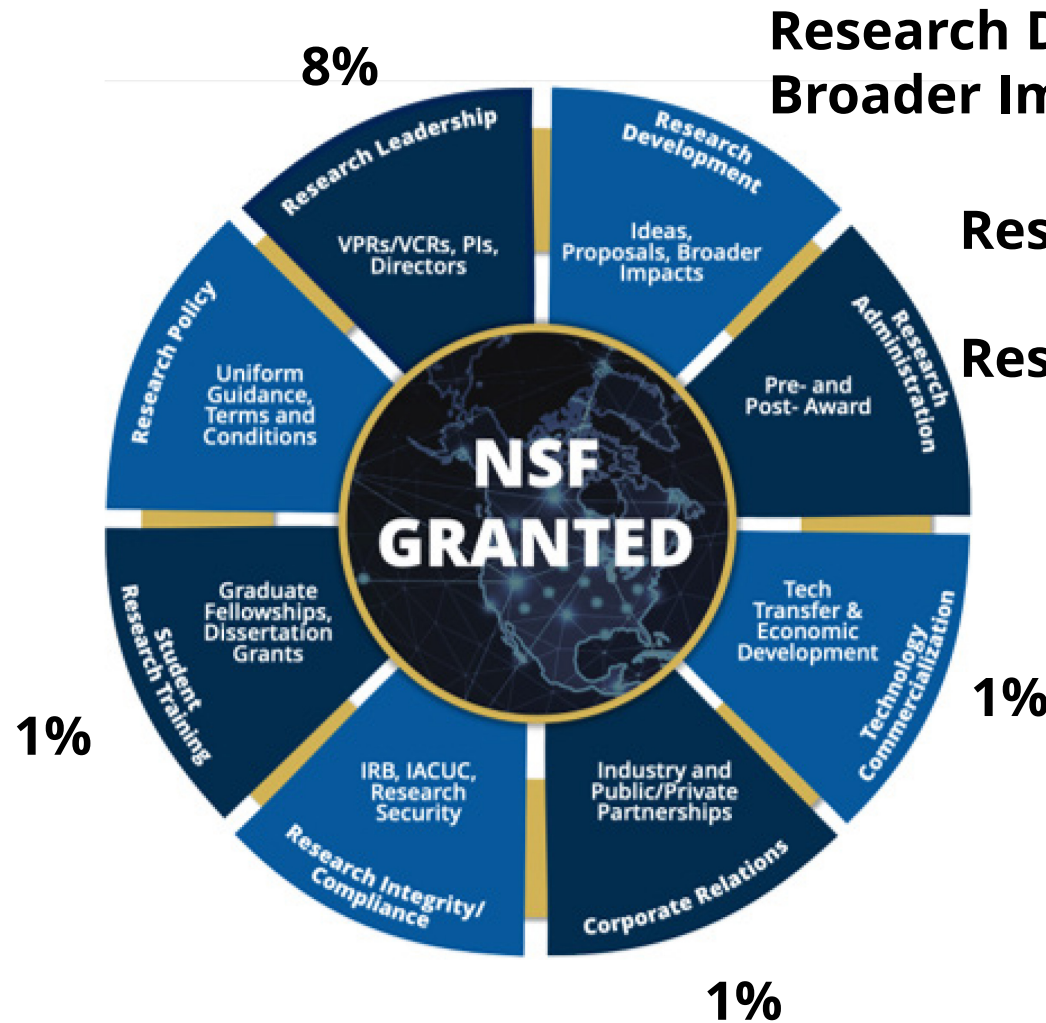 8%
Research D
Broader Im
Res
Res
Research Leadership
VPRs/VCRs, PIs,
Directors
Research
Development
Ideas,
Proposals, Broader
Impacts
Research
Administration
Pre- and
Post- Award
Technology
Commercialization
Tech
Transfer &
Economic
Development
1%
Corporate Relations
Industry and
Public/Private
Partnerships
1%
Research Integrity/
Compliance
IRB, IACUC,
Research
Security
Student
Research Training
Graduate
Fellowships,
Dissertation
Grants
1%
Research Policy
Uniform
Guidance,
Terms and
Conditions
NSF
GRANTED